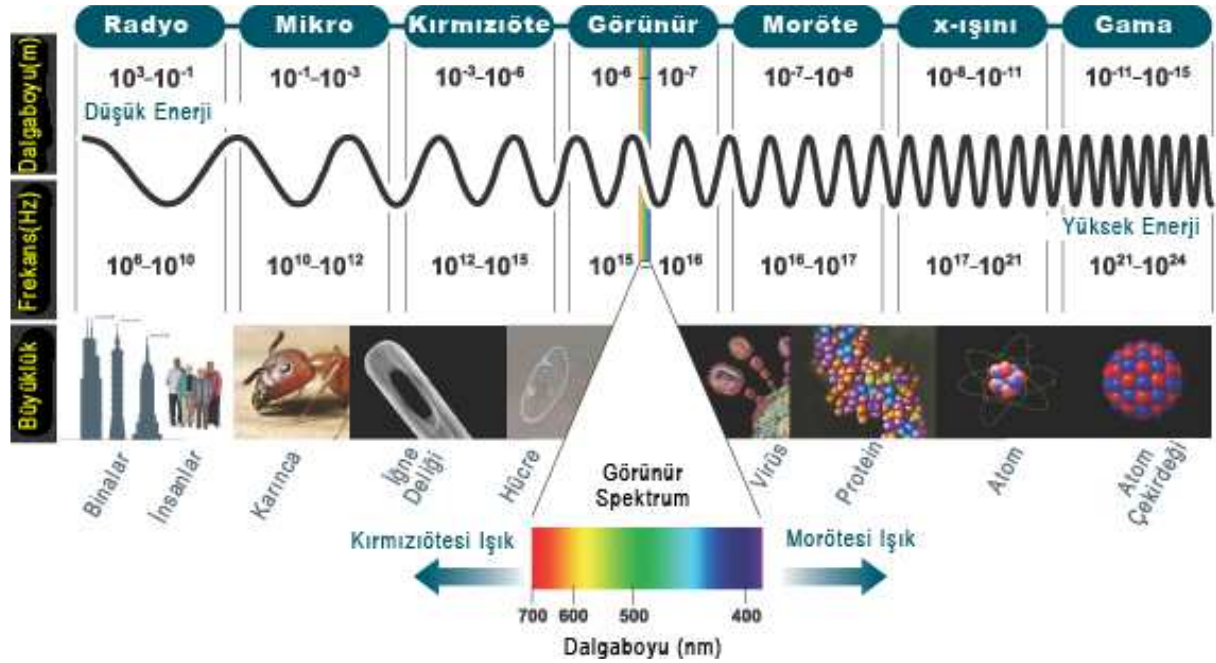 Radyo Mikro Kırmızıöte Görünür Moröte x-ışını Gama
Dalgaboyu(m)
10³–10⁻¹ 10⁻¹–10⁻³ 10⁻³–10⁻⁶ 10⁻⁶ – 10⁻⁷ 10⁻⁷–10⁻⁸ 10⁻⁸–10⁻¹¹ 10⁻¹¹–10⁻¹⁵
Düşük Enerji
Yüksek Enerji
Frekans(Hz)
10⁶–10¹⁰ 10¹⁰–10¹² 10¹²–10¹⁵ 10¹⁵ – 10¹⁶ 10¹⁶–10¹⁷ 10¹⁷–10²¹ 10²¹–10²⁴
Büyüklük
Binalar
İnsanlar
Karınca
İğne
Deliği
Hücre
Virüs
Protein
Atom
Atom
Çekirdeği
Görünür
Spektrum
Kırmızıötesi Işık
Morötesi Işık
700 600 500 400
Dalgaboyu (nm)